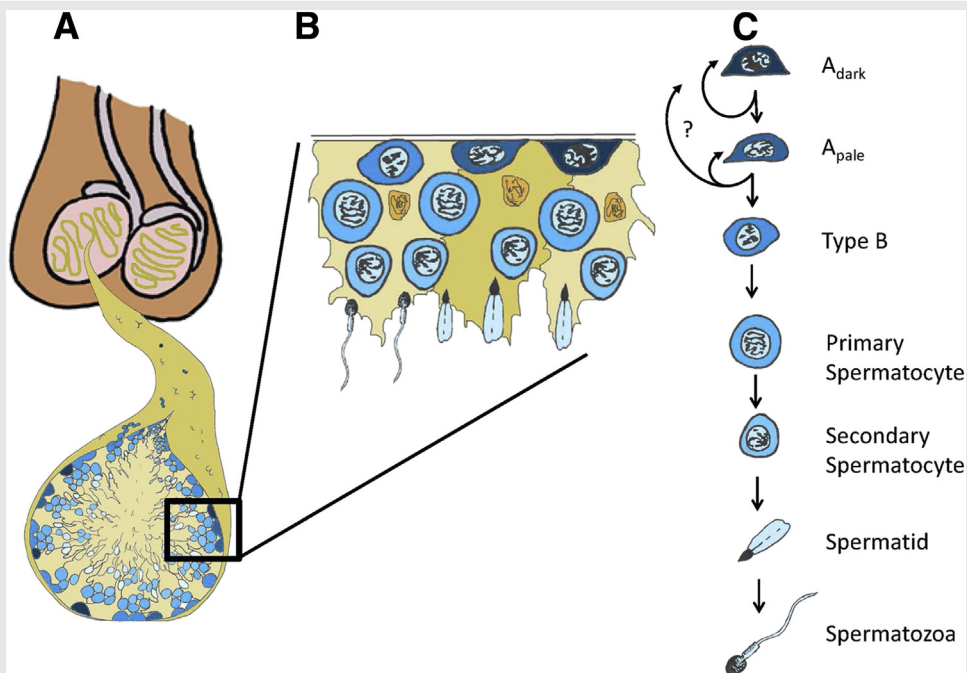 A
B
C
Adark
?
Apale
Type B
Primary
Spermatocyte
Secondary
Spermatocyte
Spermatid
Spermatozoa